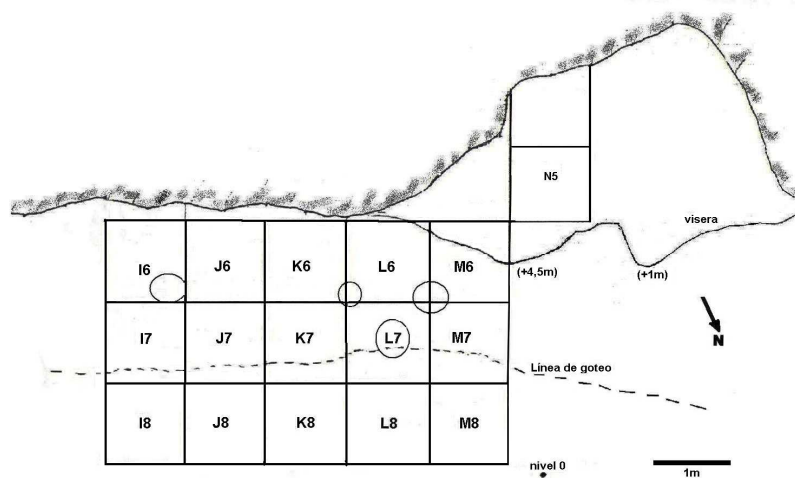 N5
visera
I6 J6 K6 L6 M6
(+4,5m) (+1m)
I7 J7 K7 L7 M7
N
Línea de goteo
I8 J8 K8 L8 M8
nivel 0
1m